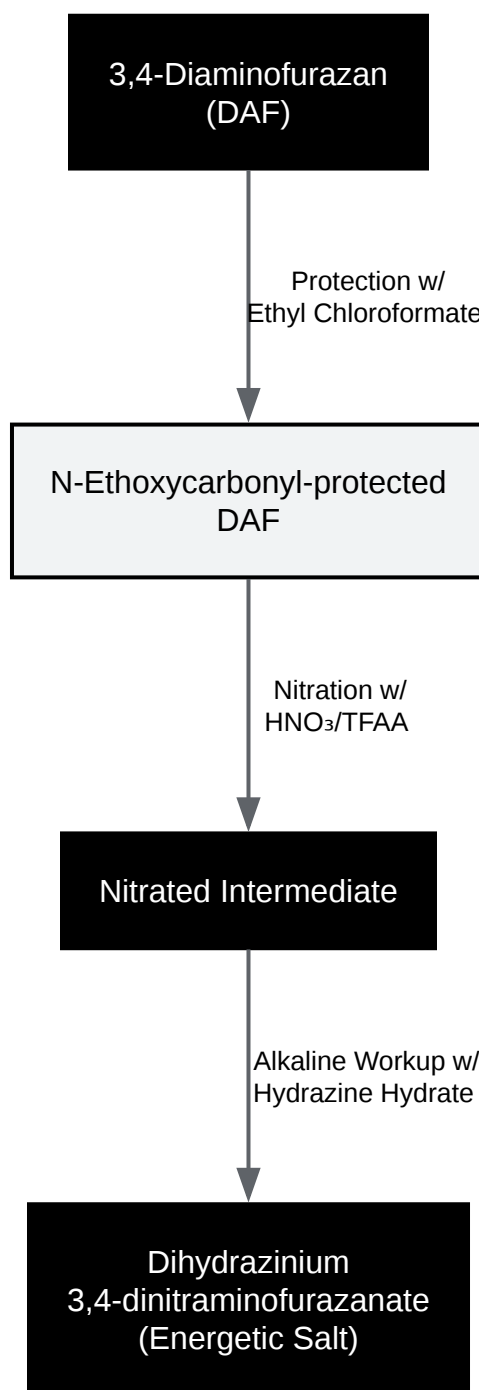 3,4-Diaminofurazan
(DAF)
Protection w/
Ethyl Chloroformate
N-Ethoxycarbonyl-protected
DAF
Nitration w/
HNO₃/TFAA
Nitrated Intermediate
Alkaline Workup w/
Hydrazine Hydrate
Dihydrazinium
3,4-dinitraminofurazanate
(Energetic Salt)